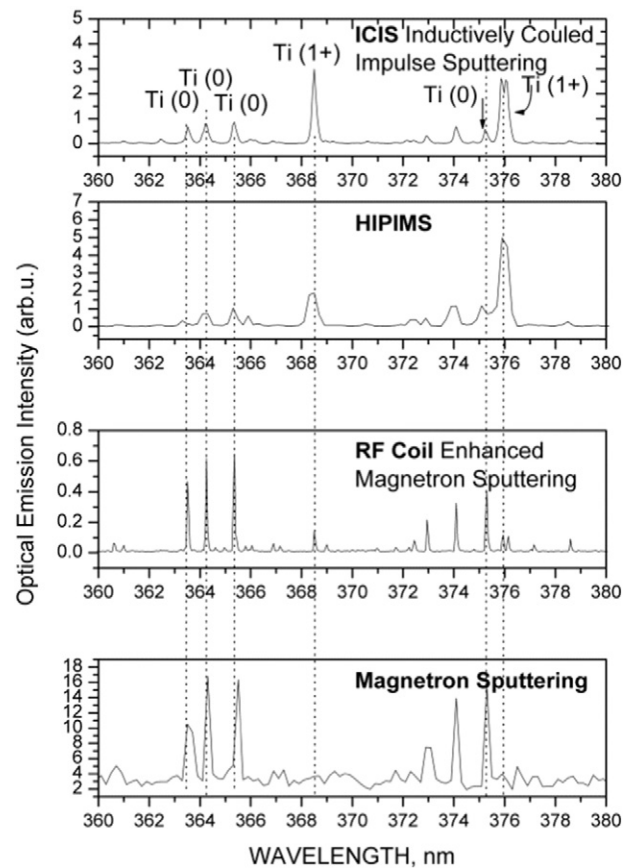 ICIS Inductively Couled
Impulse Sputtering
Ti (1+)
Ti (0)
Ti (0)
Ti (0)
Ti (0)
Ti (1+)
5
4
3
2
1
0
360 362 364 366 368 370 372 374 376 378 380
HIPIMS
7
6
5
4
3
2
1
0
360 362 364 366 368 370 372 374 376 378 380
Optical Emission Intensity (arb.u.)
RF Coil Enhanced
Magnetron Sputtering
0.8
0.6
0.4
0.2
0.0
360 362 364 366 368 370 372 374 376 378 380
Magnetron Sputtering
18
16
14
12
10
8
6
4
2
360 362 364 366 368 370 372 374 376 378 380
WAVELENGTH, nm